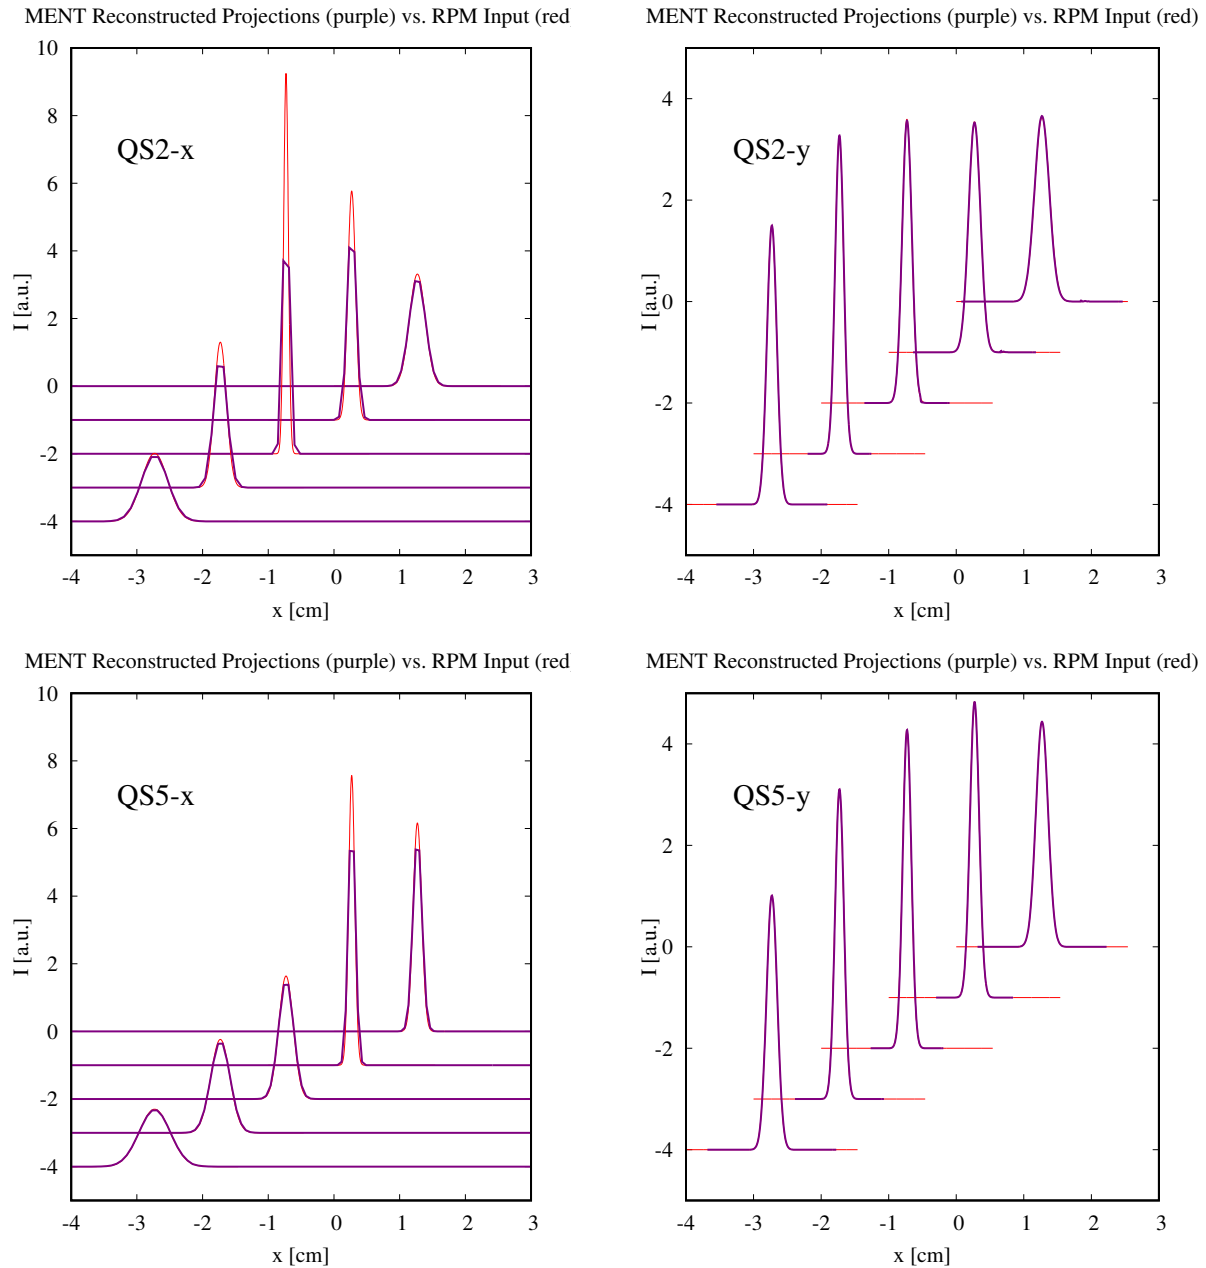 MENT Reconstructed Projections (purple) vs. RPM Input (red
10
8
6
4
2
0
-2
-4
I [a.u.]
QS2-x
-4 -3 -2 -1 0 1 2 3
x [cm]
MENT Reconstructed Projections (purple) vs. RPM Input (red)
4
2
0
-2
-4
I [a.u.]
QS2-y
-4 -3 -2 -1 0 1 2 3
x [cm]
MENT Reconstructed Projections (purple) vs. RPM Input (red
10
8
6
4
2
0
-2
-4
I [a.u.]
QS5-x
-4 -3 -2 -1 0 1 2 3
x [cm]
MENT Reconstructed Projections (purple) vs. RPM Input (red)
4
2
0
-2
-4
I [a.u.]
QS5-y
-4 -3 -2 -1 0 1 2 3
x [cm]